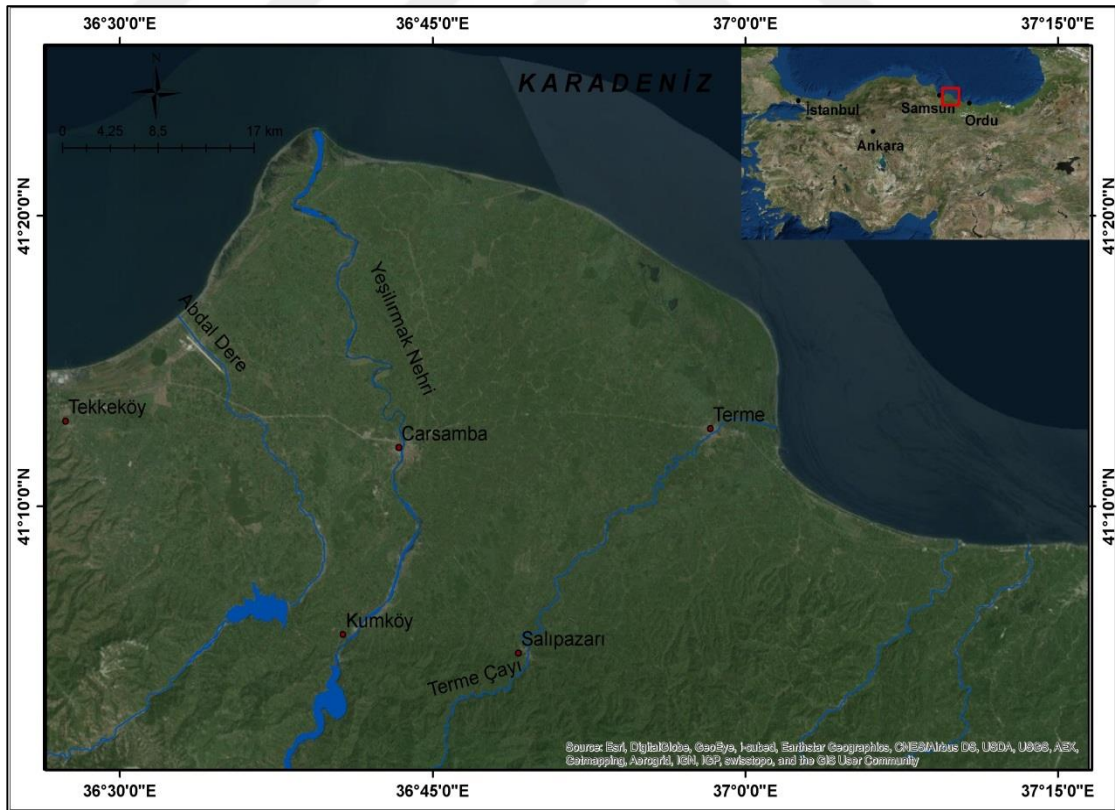 36°30'0"E 36°45'0"E 37°0'0"E 37°15'0"E
N
KARADENİZ
0 4,25 8,5 17 km
İstanbul
Samsun
Ordu
Ankara
41°20'0"N
41°20'0"N
Abdal Dere
Yeşilırmak Nehri
Tekkeköy
Carsamba
Terme
41°10'0"N
41°10'0"N
Kumköy
Salıpazarı
Terme Çayı
Source: Esri, DigitalGlobe, GeoEye, i-cubed, Earthstar Geographics, CNES/Airbus DS, USDA, USGS, AEX,
Getmapping, Aerogrid, IGN, IGP, swisstopo, and the GIS User Community
36°30'0"E 36°45'0"E 37°0'0"E 37°15'0"E